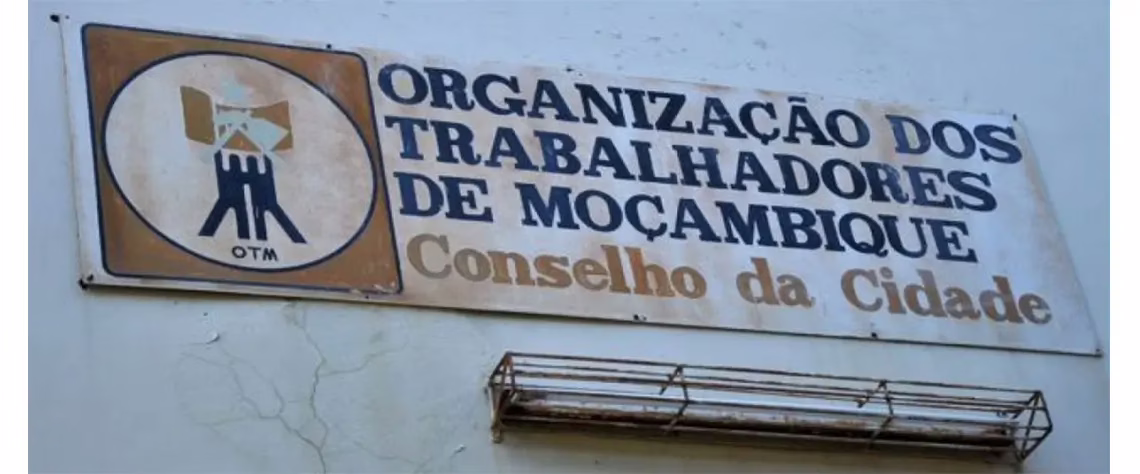 OTM
ORGANIZAÇÃO DOS
TRABALHADORES
DE MOÇAMBIQUE
Conselho da Cidade